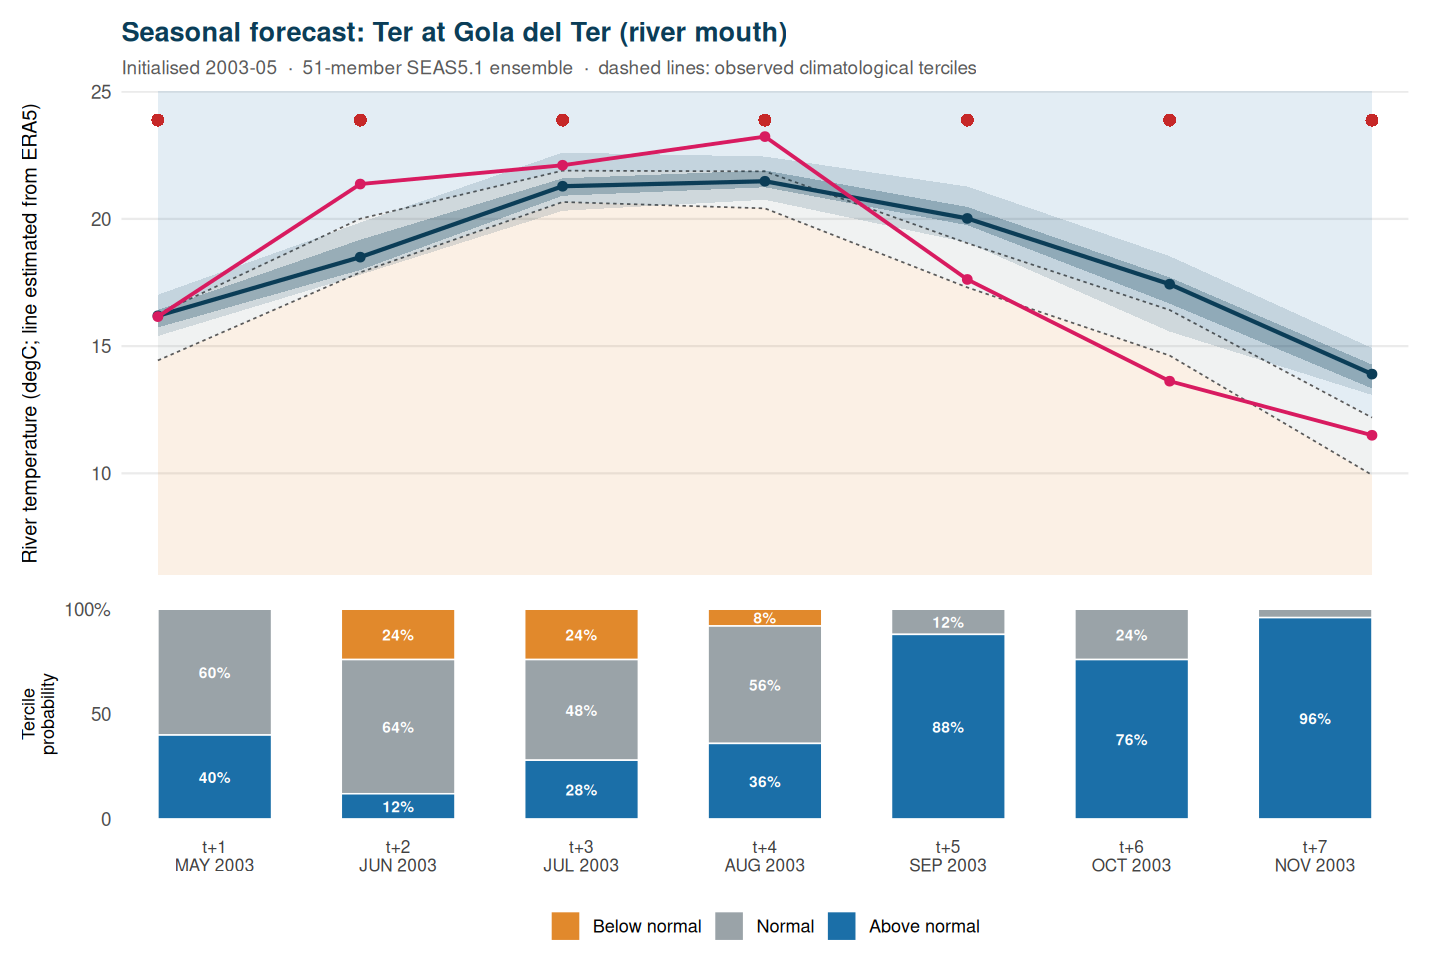 Seasonal forecast: Ter at Gola del Ter (river mouth)
Initialised 2003-05 · 51-member SEAS5.1 ensemble · dashed lines: observed climatological terciles
River temperature (degC; line estimated from ERA5)
25
20
15
10
Tercile
probability
100%
50
0
60%
40%
24%
64%
12%
24%
48%
28%
8%
56%
36%
12%
88%
24%
76%
96%
t+1
MAY 2003
t+2
JUN 2003
t+3
JUL 2003
t+4
AUG 2003
t+5
SEP 2003
t+6
OCT 2003
t+7
NOV 2003
Below normal
Normal
Above normal